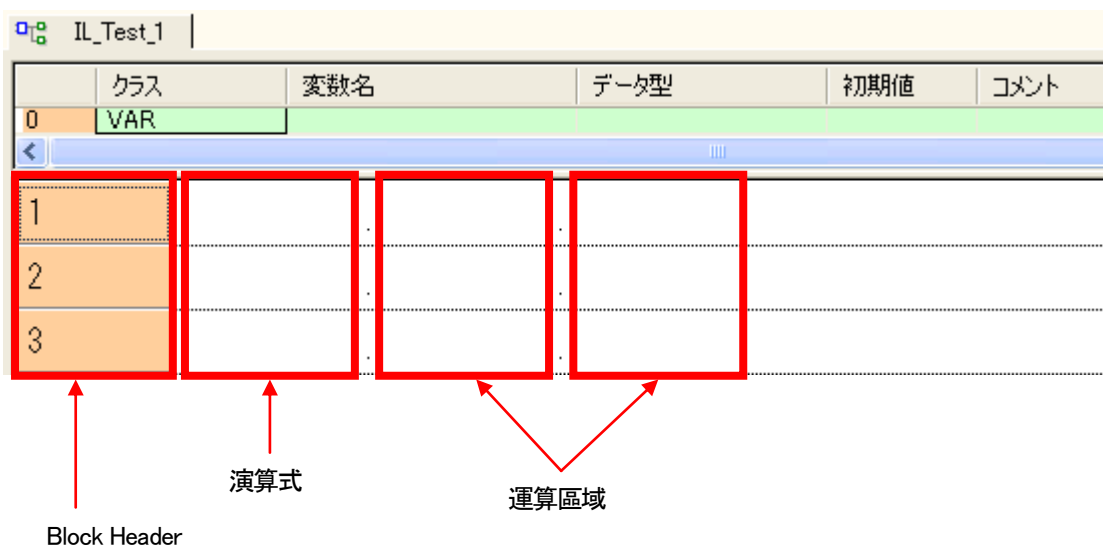 IL_Test_1
クラス 変数名 データ型 初期値 コメント
0 VAR
1
2
3
演算式
運算區域
Block Header